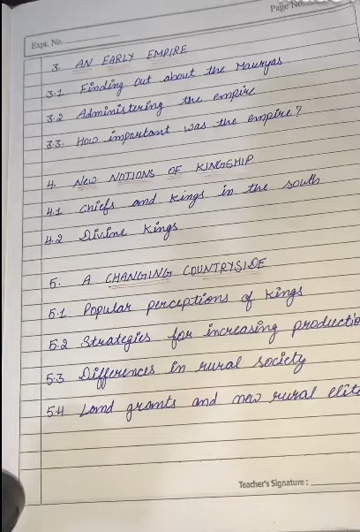 Page No.
Expt. No.
3. AN EARLY EMPIRE
3.1 Finding out about the Mauryas
3.2 Administering the empire
3.3. How important was the empire?
4. NEW NOTIONS OF KINGSHIP
4.1 Chiefs and kings in the south
4.2 Divine Kings
5. A CHANGING COUNTRYSIDE
5.1 Popular perceptions of kings
5.2 Strategies for increasing productio
5.3 Differences in rural society
5.4 Land grants and new rural elit
Teacher's Signature :